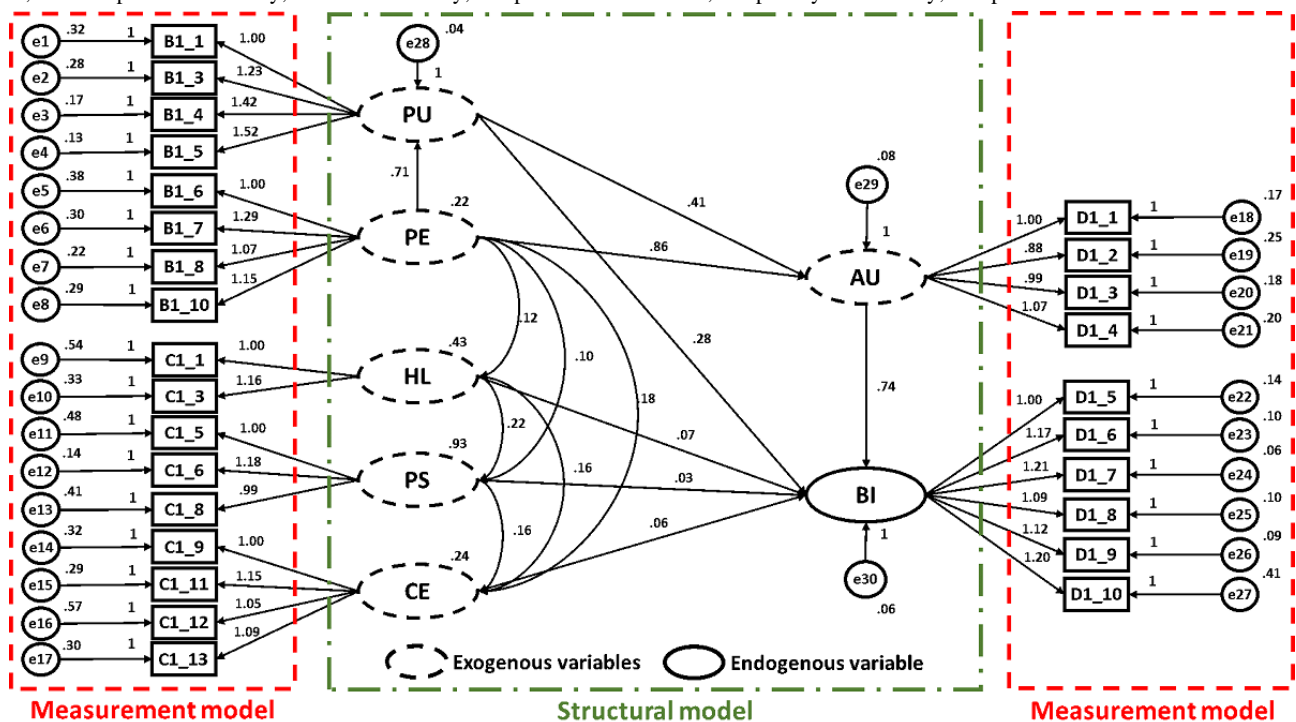 e1 .32 1 B1_1 1.00
e2 .28 1 B1_3 1.23
e3 .17 1 B1_4 1.42
e4 .13 1 B1_5 1.52
e5 .38 1 B1_6 1.00
e6 .30 1 B1_7 1.29
e7 .22 1 B1_8 1.07
e8 .29 1 B1_10 1.15
e9 .54 1 C1_1 1.00
e10 .33 1 C1_3 1.16
e11 .48 1 C1_5 1.00
e12 .14 1 C1_6 1.18
e13 .41 1 C1_8 .99
e14 .32 1 C1_9 1.00
e15 .29 1 C1_11 1.15
e16 .57 1 C1_12 1.05
e17 .30 1 C1_13 1.09
Measurement model
e28 .04
1
PU
.71
PE .22
HL .43
PS .93
CE .24
.12
.10
.18
.22
.16
.16
.41
.86
.28
.07
.03
.06
.08
e29
1
AU
.74
BI
1
e30
.06
Exogenous variables
Endogenous variable
Structural model
1.00 D1_1 1 e18 .17
.88 D1_2 1 e19 .25
.99 D1_3 1 e20 .18
1.07 D1_4 1 e21 .20
1.00 D1_5 1 e22 .14
1.17 D1_6 1 e23 .10
1.21 D1_7 1 e24 .06
1.09 D1_8 1 e25 .10
1.12 D1_9 1 e26 .09
1.20 D1_10 1 e27 .41
Measurement model